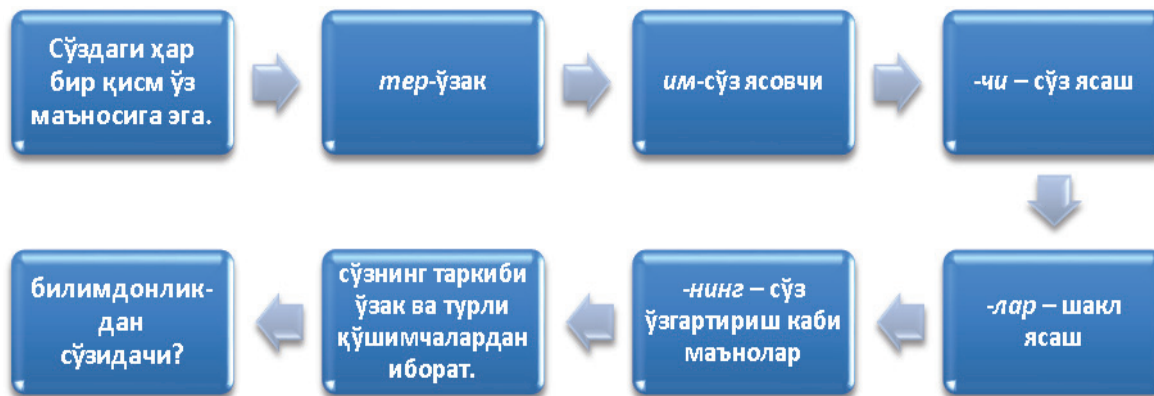 Сўздаги ҳар
бир қисм ўз
маъносига эга.
тер-ўзак
им-сўз ясовчи
-чи – сўз ясаш
-лар – шакл
ясаш
-нинг – сўз
ўзгартириш каби
маънолар
сўзнинг таркиби
ўзак ва турли
қўшимчалардан
иборат.
билимдонлик-
дан
сўзидачи?